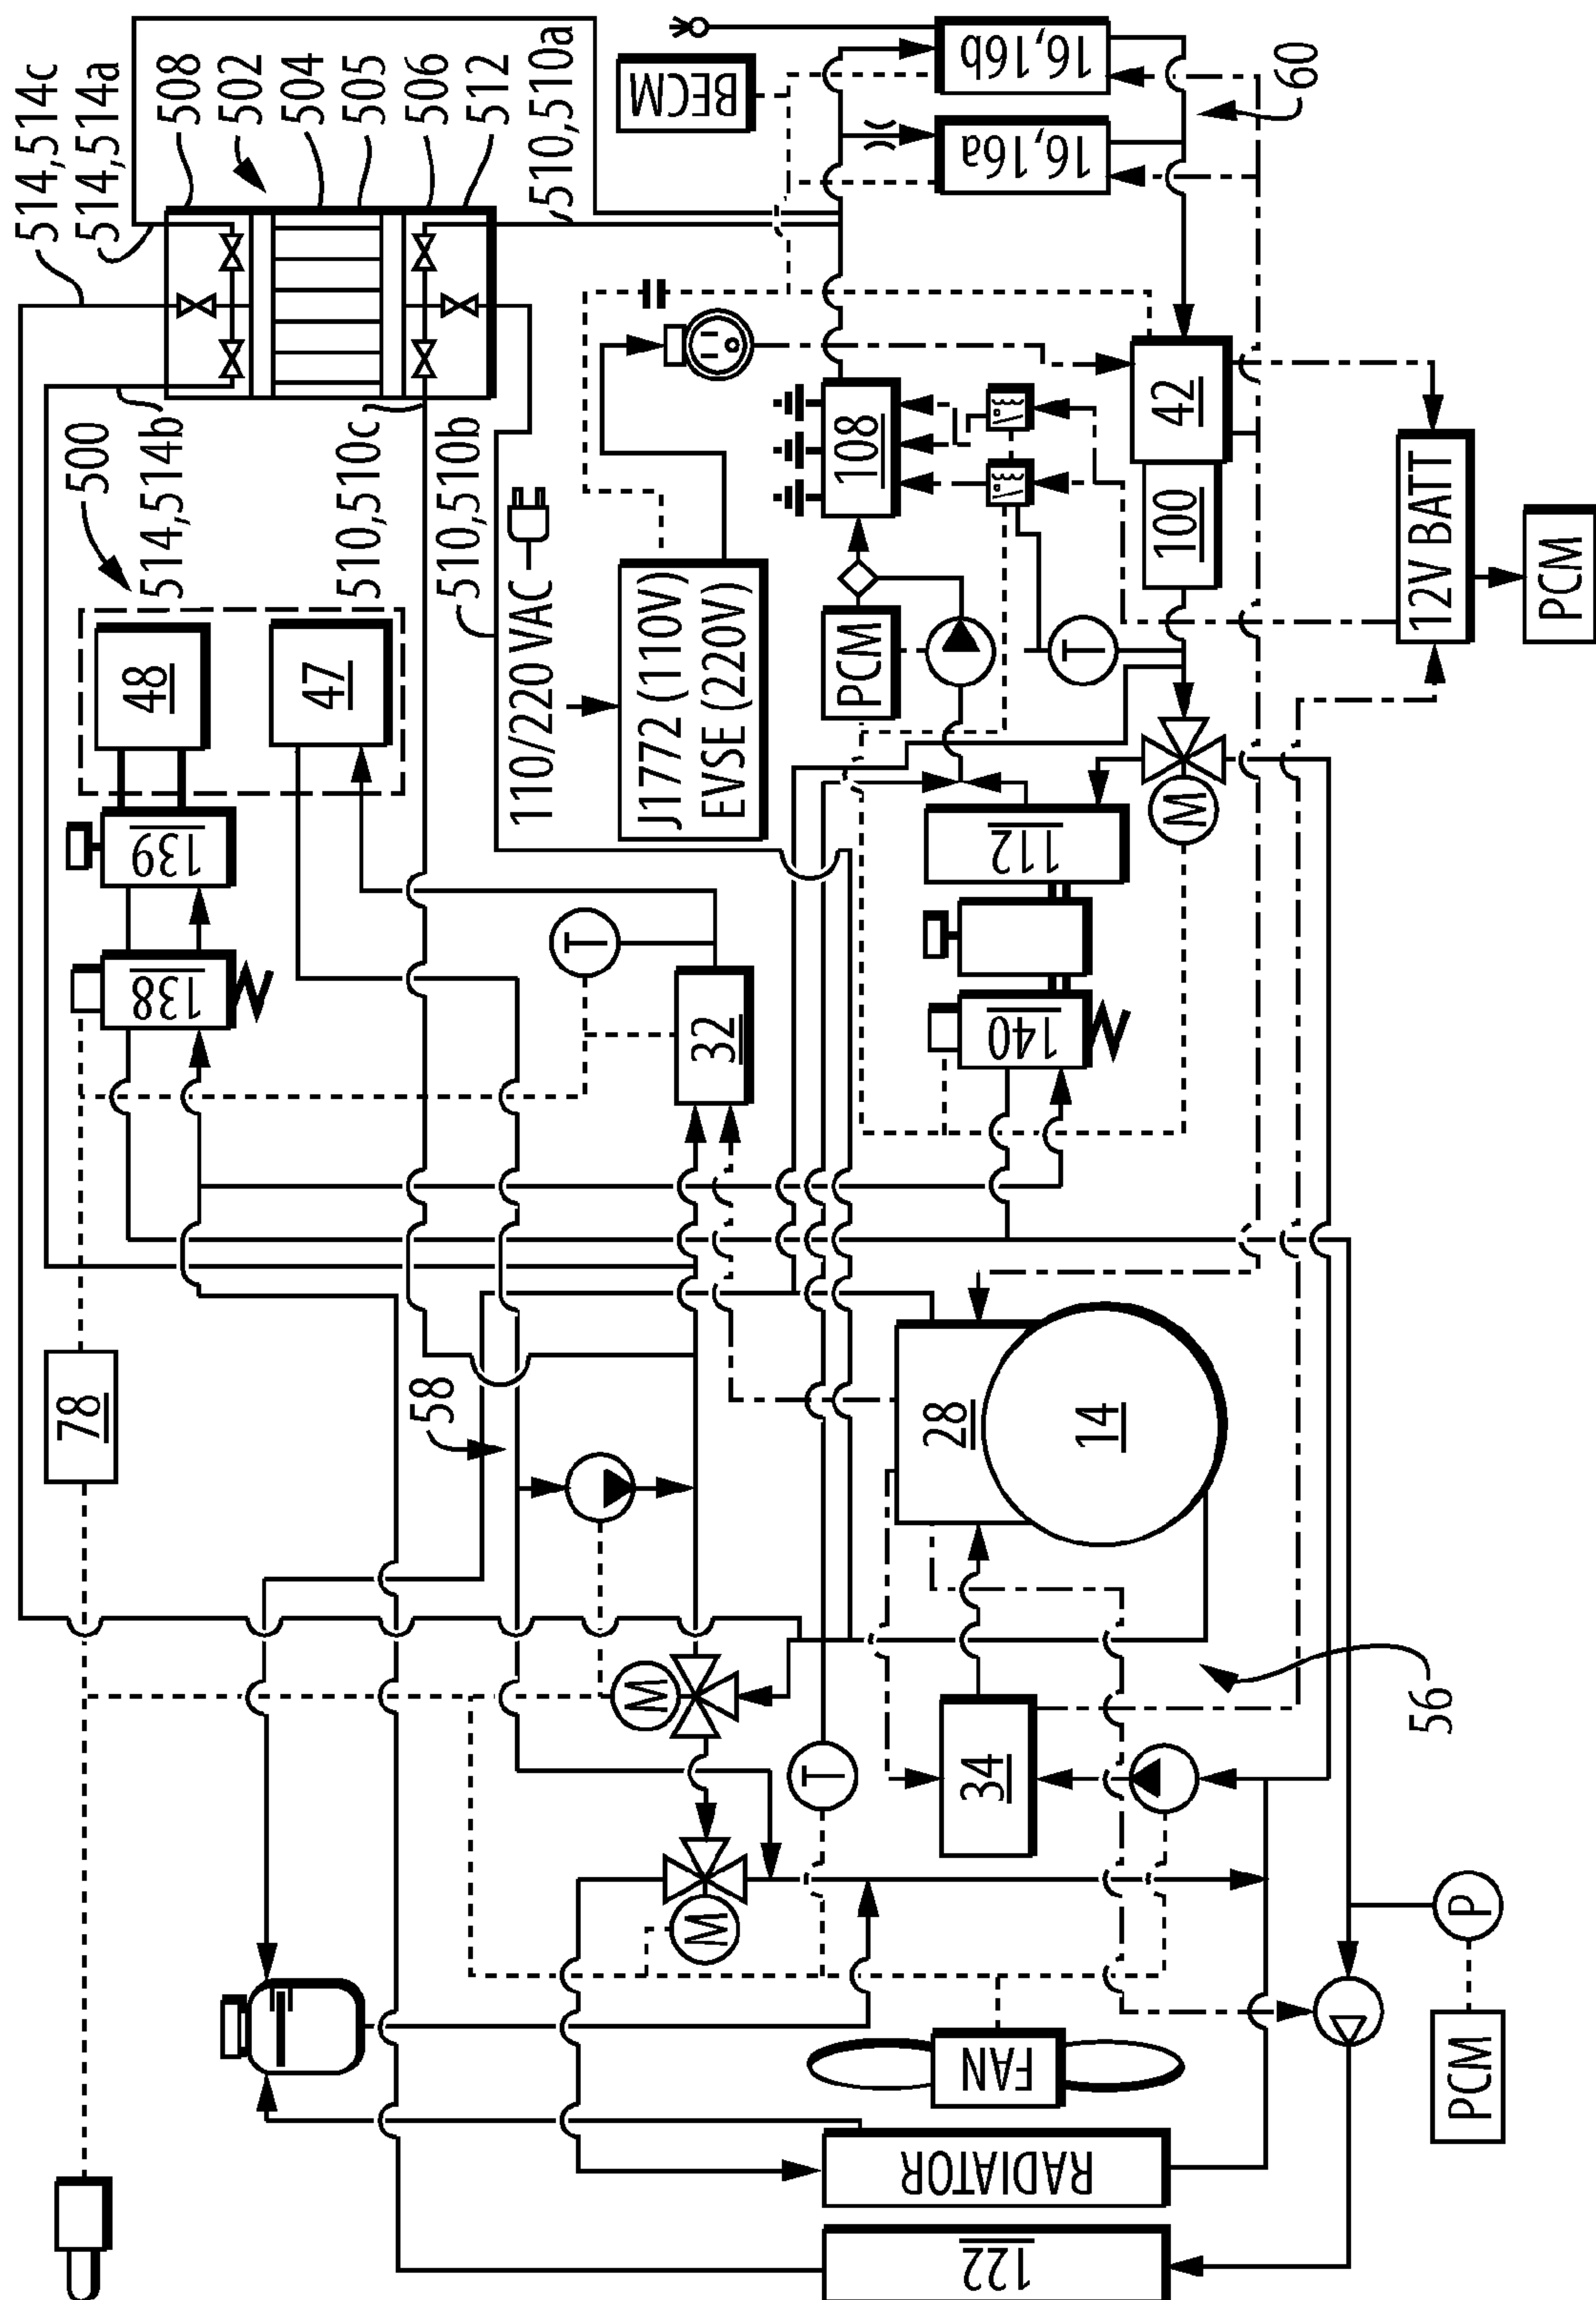 514,514c
514,514a
508
502
504
505
506
512
510,510a
BECM
16,16b
16,16a
60
500
514,514b
510,510c
510,510b
110/220 VAC
J1772 (110V)
EVSE (220V)
108
42
100
12V BATT
PCM
PCM
48
47
139
138
T
T
32
112
M
140
78
58
28
14
M
T
34
56
M
FAN
P
PCM
RADIATOR
122